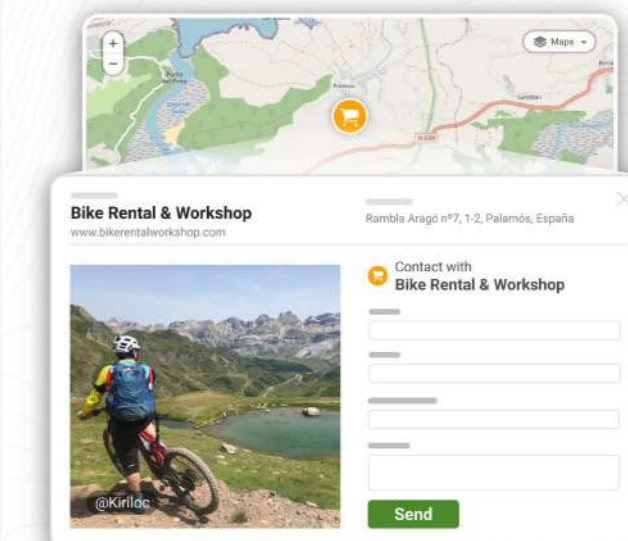 +
Maps
−
Bike Rental & Workshop
www.bikerentalworkshop.com
Rambla Aragó nº7, 1-2, Palamós, España
Contact with
Bike Rental & Workshop
@Kiriloc
Send